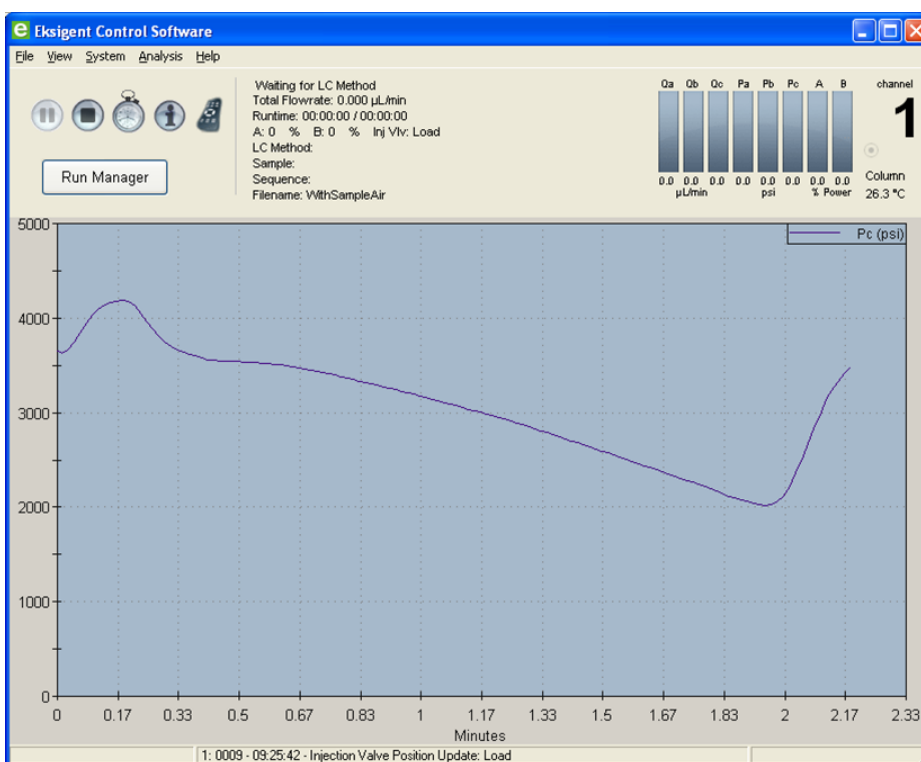 Eksigent Control Software
File View System Analysis Help
Waiting for LC Method
Total Flowrate: 0.000 µL/min
Runtime: 00:00:00 / 00:00:00
A: 0 % B: 0 % Inj Vlv: Load
LC Method:
Sample:
Sequence:
Filename: WithSampleAir
Run Manager
Qa Qb Qc Pa Pb Pc A B
0.0 0.0 0.0 0.0 0.0 0.0 0.0 0.0
µL/min psi % Power
channel
1
Column
26.3 °C
Pc (psi)
5000
4000
3000
2000
1000
0
0 0.17 0.33 0.5 0.67 0.83 1 1.17 1.33 1.5 1.67 1.83 2 2.17 2.33
Minutes
1: 0009 - 09:25:42 - Injection Valve Position Update: Load